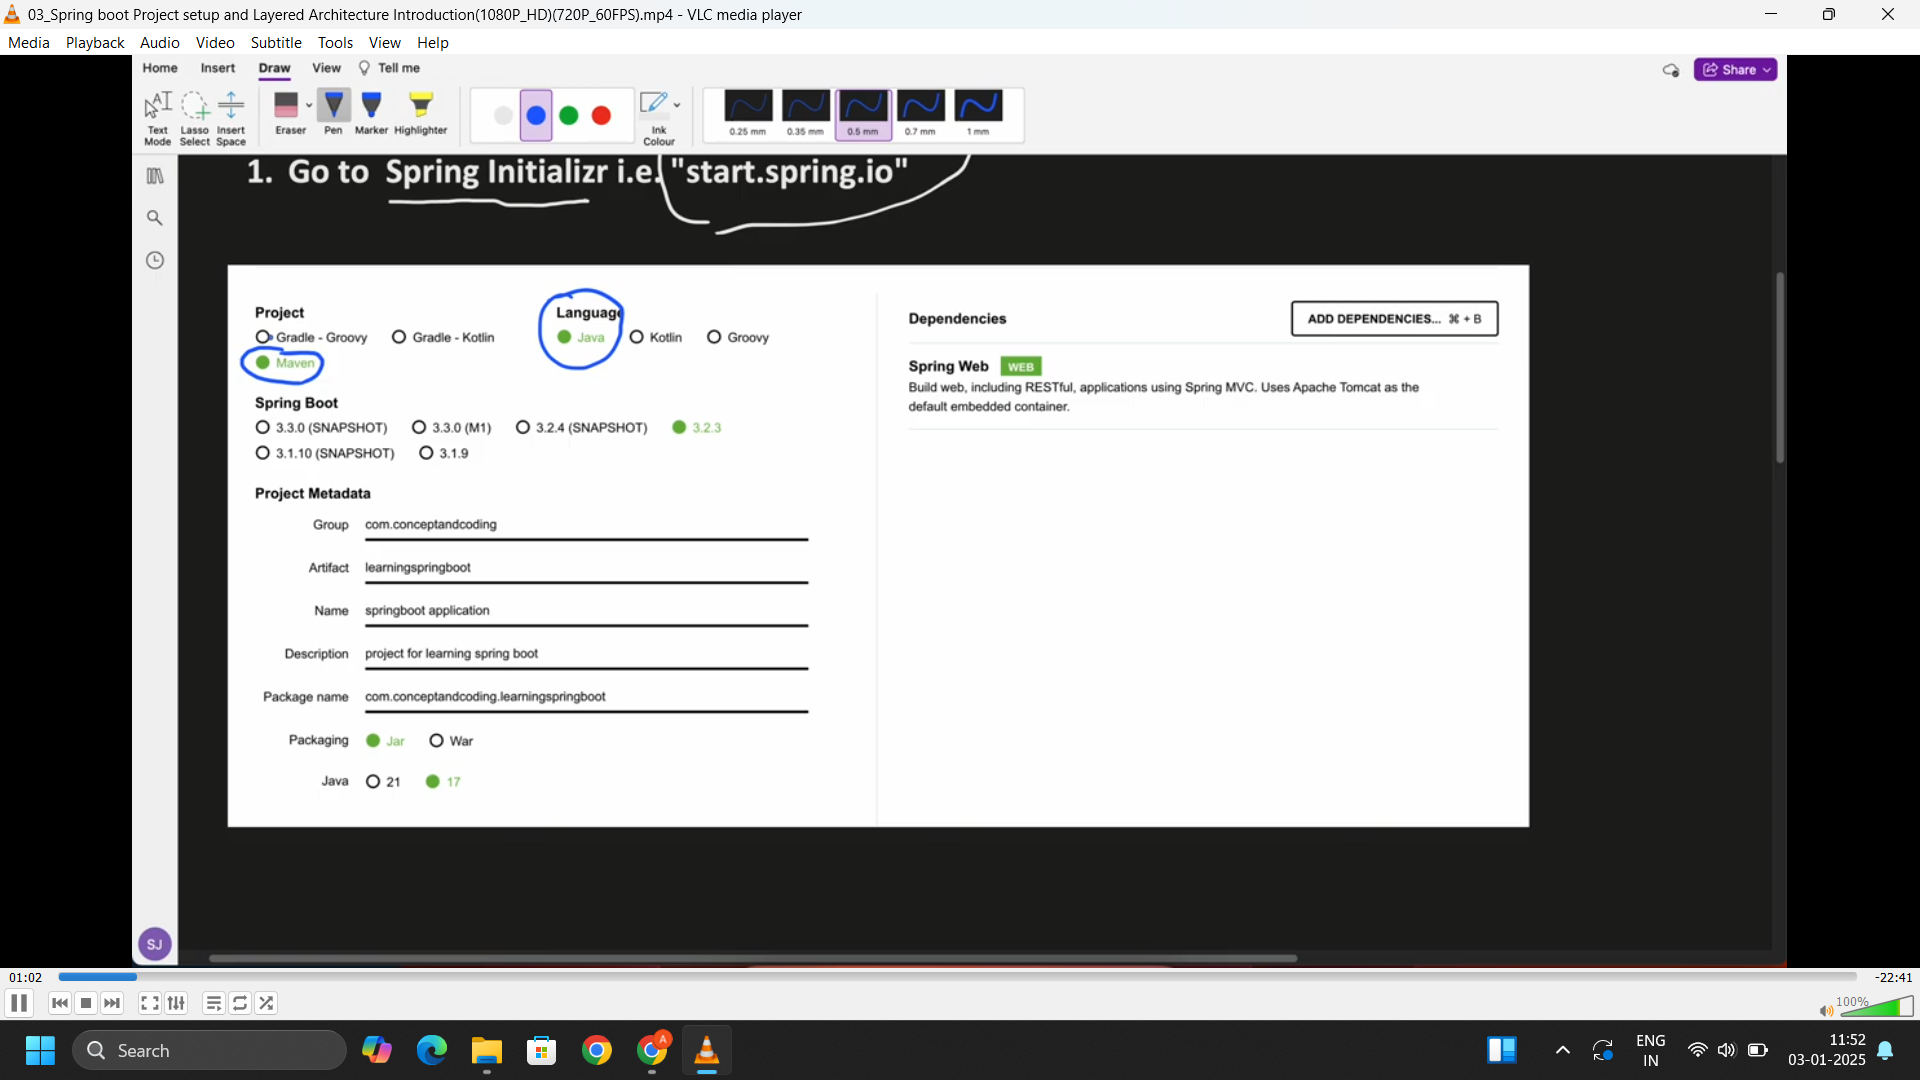 03_Spring boot Project setup and Layered Architecture Introduction(1080P_HD)(720P_60FPS).mp4 - VLC media player
Media Playback Audio Video Subtitle Tools View Help
Home Insert Draw View Tell me
Share
Text Mode
Lasso Select
Insert Space
Eraser
Pen
Marker
Highlighter
Ink Colour
0.25 mm 0.35 mm 0.5 mm 0.7 mm 1 mm
1. Go to Spring Initializr i.e. "start.spring.io"
Project
Gradle - Groovy Gradle - Kotlin
Maven
Language
Java Kotlin Groovy
Spring Boot
3.3.0 (SNAPSHOT) 3.3.0 (M1) 3.2.4 (SNAPSHOT) 3.2.3
3.1.10 (SNAPSHOT) 3.1.9
Project Metadata
Group com.conceptandcoding
Artifact learningspringboot
Name springboot application
Description project for learning spring boot
Package name com.conceptandcoding.learningspringboot
Packaging Jar War
Java 21 17
Dependencies
ADD DEPENDENCIES... ⌘ + B
Spring Web WEB
Build web, including RESTful, applications using Spring MVC. Uses Apache Tomcat as the
default embedded container.
SJ
01:02
-22:41
100%
Search
A
ENG
IN
11:52
03-01-2025